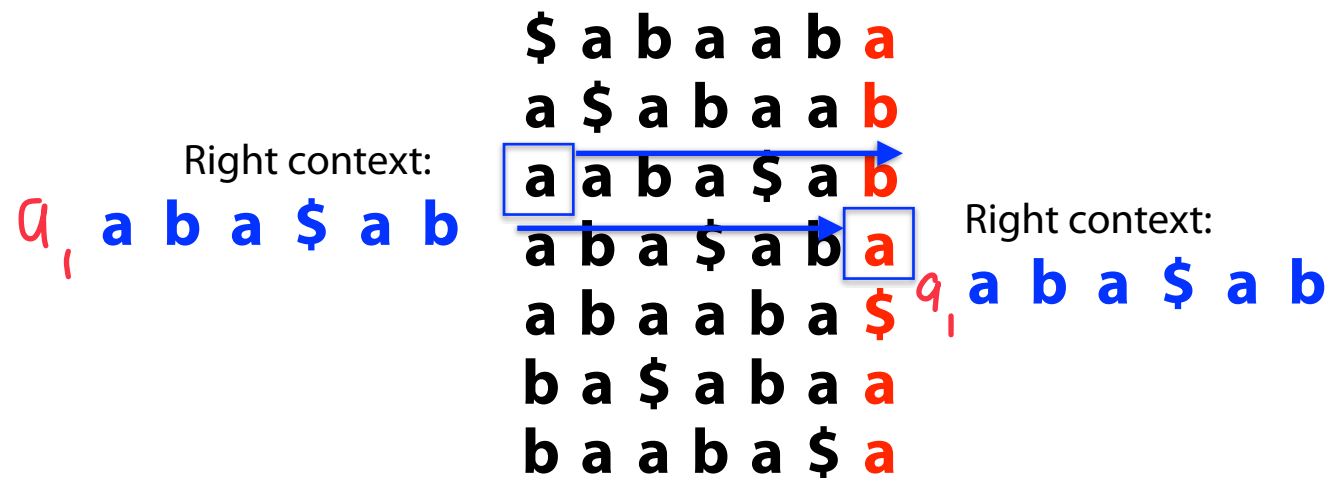 $ a b a a b a
a $ a b a a b
Right context:
a a b a $ a b
a₁ a b a $ a b
a b a $ a b a
Right context:
a₁ a b a $ a b
a b a a b a $
b a $ a b a a
b a a b a $ a